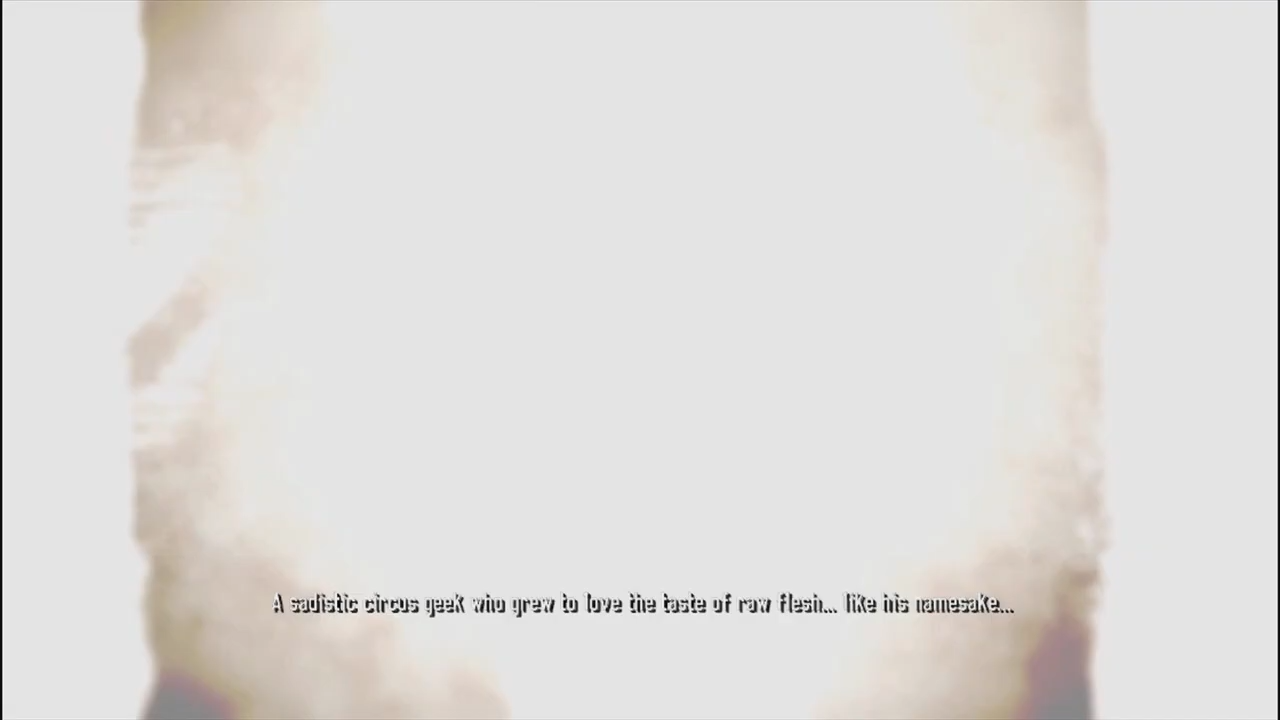 A sadistic circus geek who grew to love the taste of raw flesh... like his namesake...